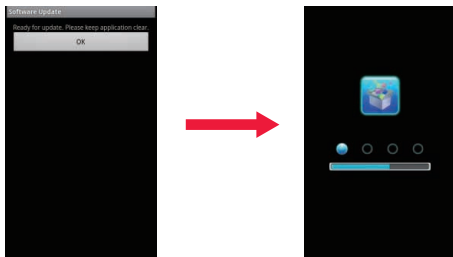 Software Update
Ready for update. Please keep application clear.
OK